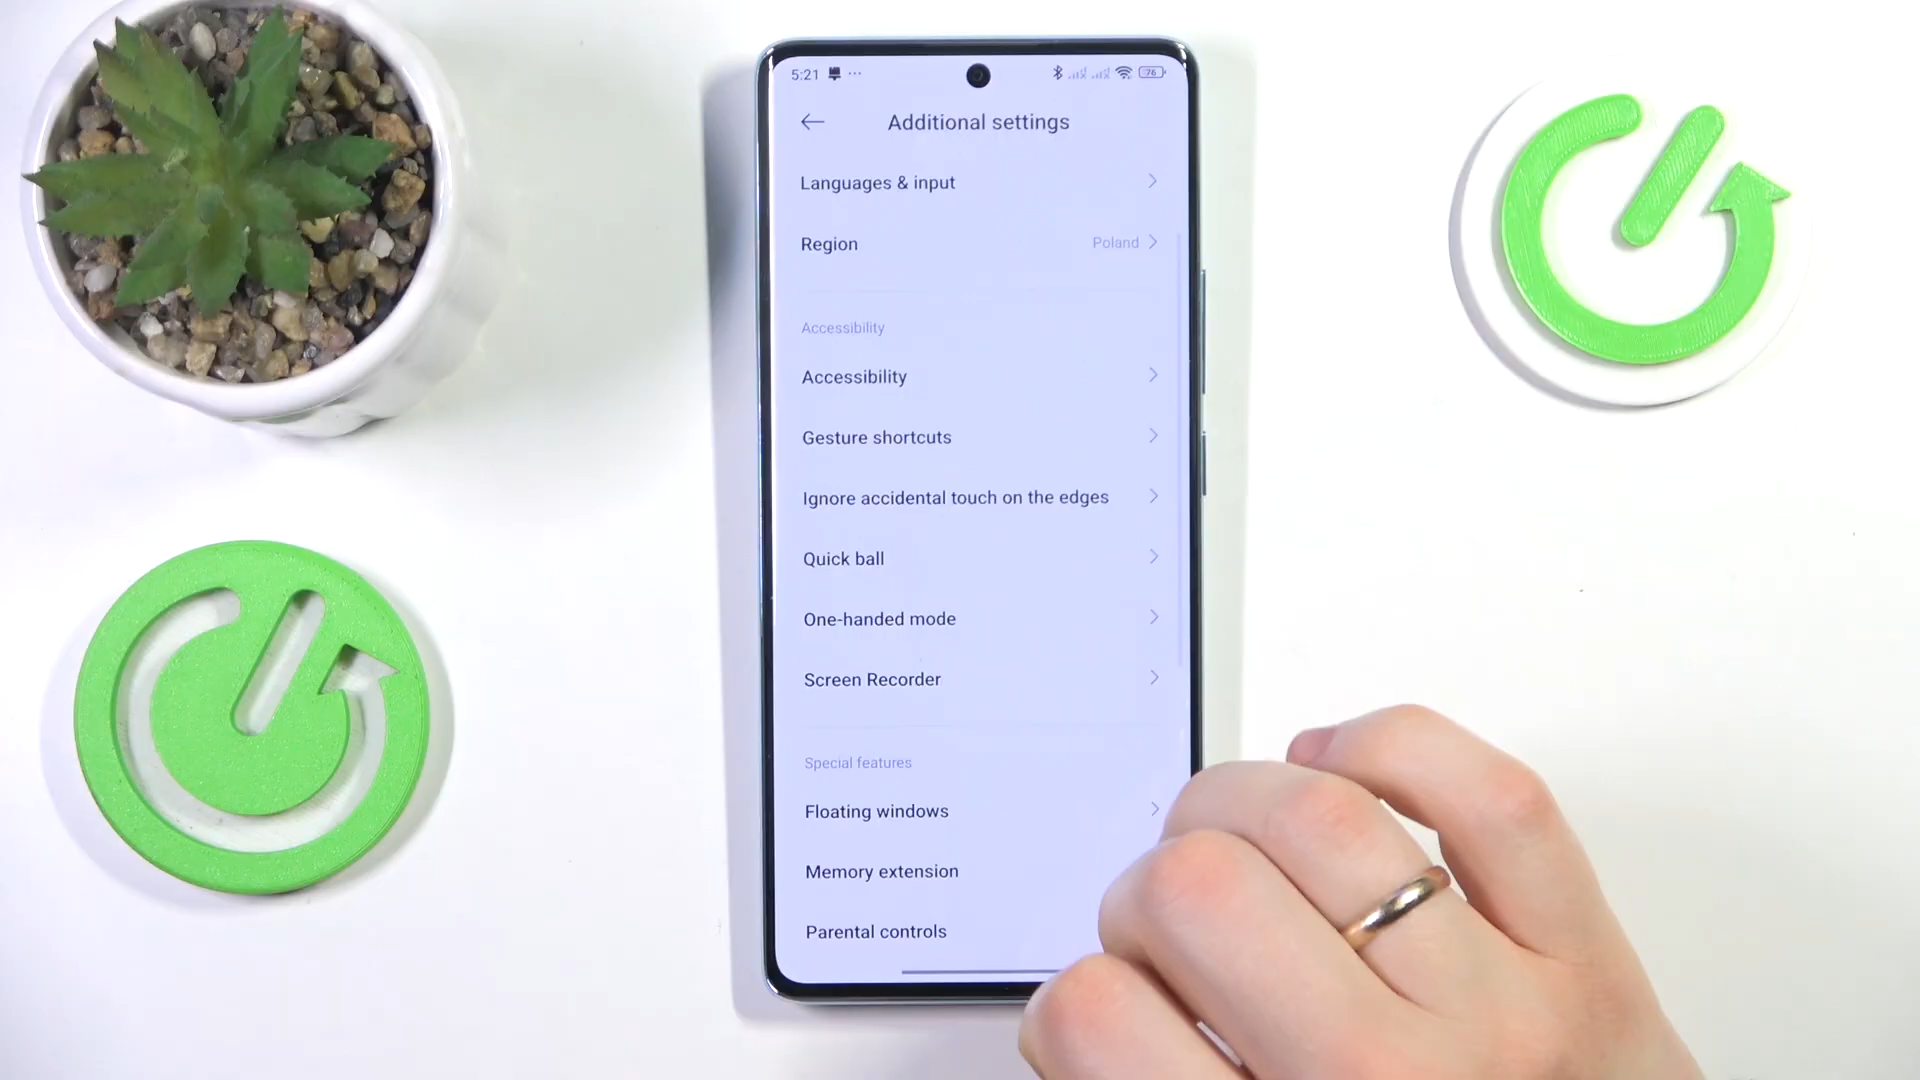 5:21
76
Additional settings
Languages & input
Region Poland
Accessibility
Accessibility
Gesture shortcuts
Ignore accidental touch on the edges
Quick ball
One-handed mode
Screen Recorder
Special features
Floating windows
Memory extension
Parental controls